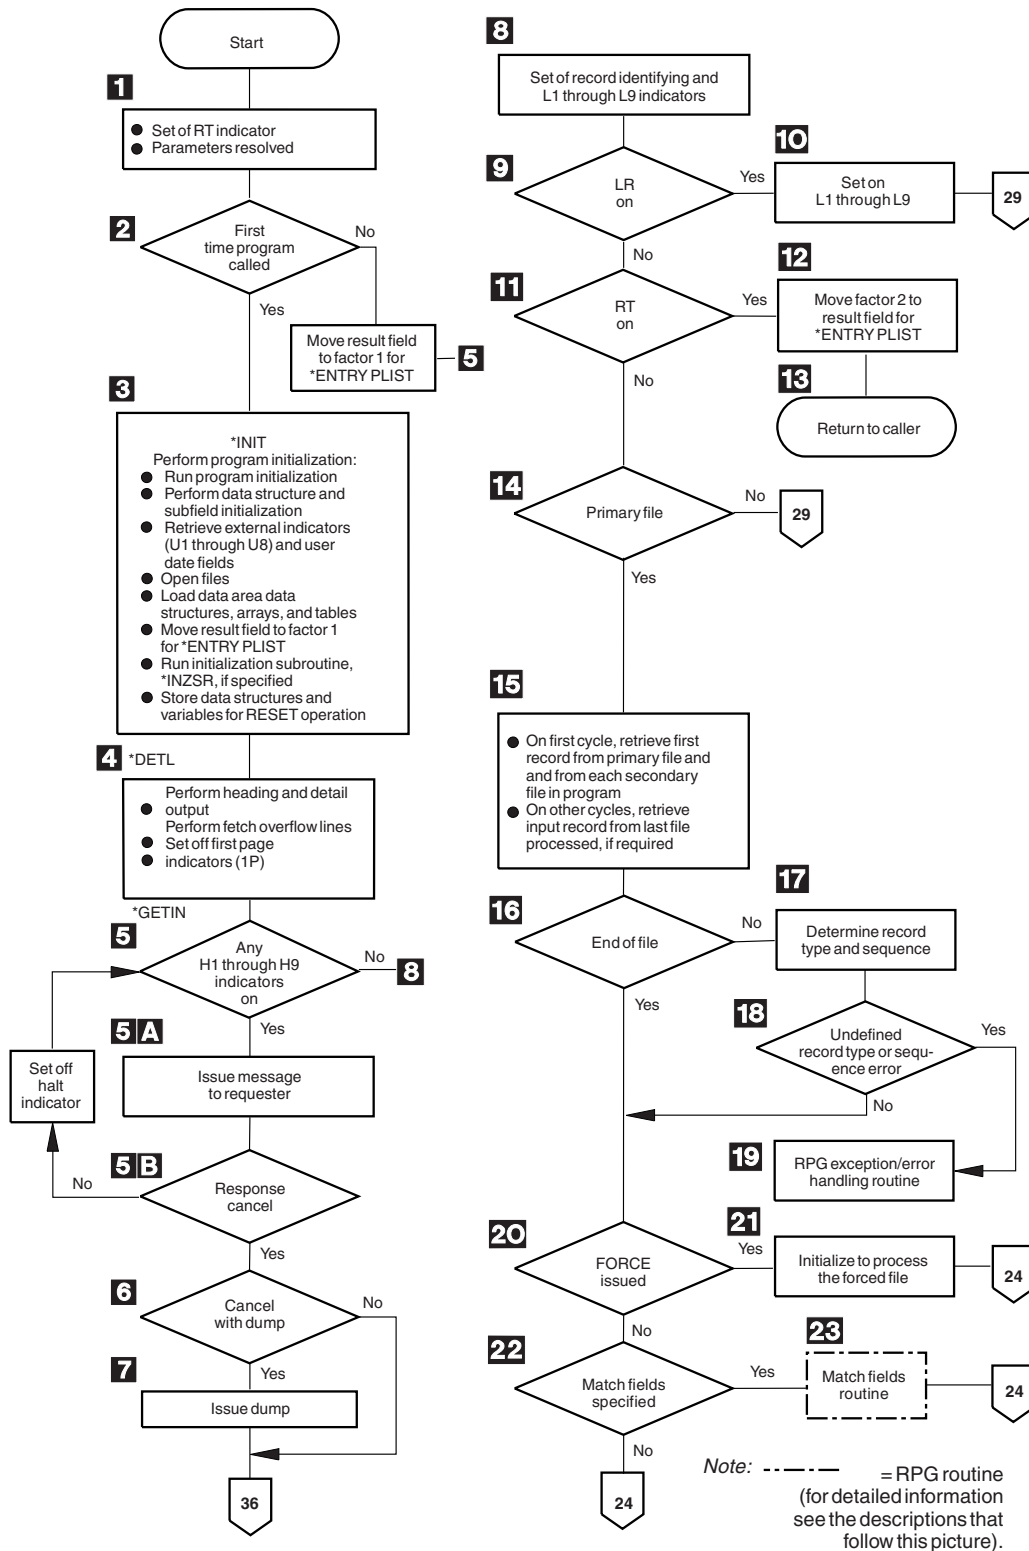 Start
1
● Set of RT indicator
● Parameters resolved
2
First
time program
called
No
Yes
Move result field
to factor 1 for
*ENTRY PLIST
5
3
*INIT
Perform program initialization:
● Run program initialization
● Perform data structure and
subfield initialization
● Retrieve external indicators
(U1 through U8) and user
date fields
● Open files
● Load data area data
structures, arrays, and tables
● Move result field to factor 1
for *ENTRY PLIST
● Run initialization subroutine,
*INZSR, if specified
● Store data structures and
variables for RESET operation
4 *DETL
Perform heading and detail
● output
Perform fetch overflow lines
● Set off first page
● indicators (1P)
*GETIN
5
Any
H1 through H9
indicators
on
No
8
Yes
5 A
Issue message
to requester
Set off
halt
indicator
5 B
No
Response
cancel
Yes
6
Cancel
with dump
No
Yes
7
Issue dump
36
8
Set of record identifying and
L1 through L9 indicators
9
LR
on
Yes
10
Set on
L1 through L9
29
No
11
RT
on
Yes
12
Move factor 2 to
result field for
*ENTRY PLIST
No
13
Return to caller
14
Primary file
No
29
Yes
15
● On first cycle, retrieve first
record from primary file and
and from each secondary
file in program
● On other cycles, retrieve
input record from last file
processed, if required
16
End of file
No
17
Determine record
type and sequence
Yes
18
Undefined
record type or sequ-
ence error
Yes
No
19
RPG exception/error
handling routine
20
FORCE
issued
Yes
21
Initialize to process
the forced file
24
No
22
Match fields
specified
Yes
23
Match fields
routine
24
No
24
Note: = RPG routine
(for detailed information
see the descriptions that
follow this picture).